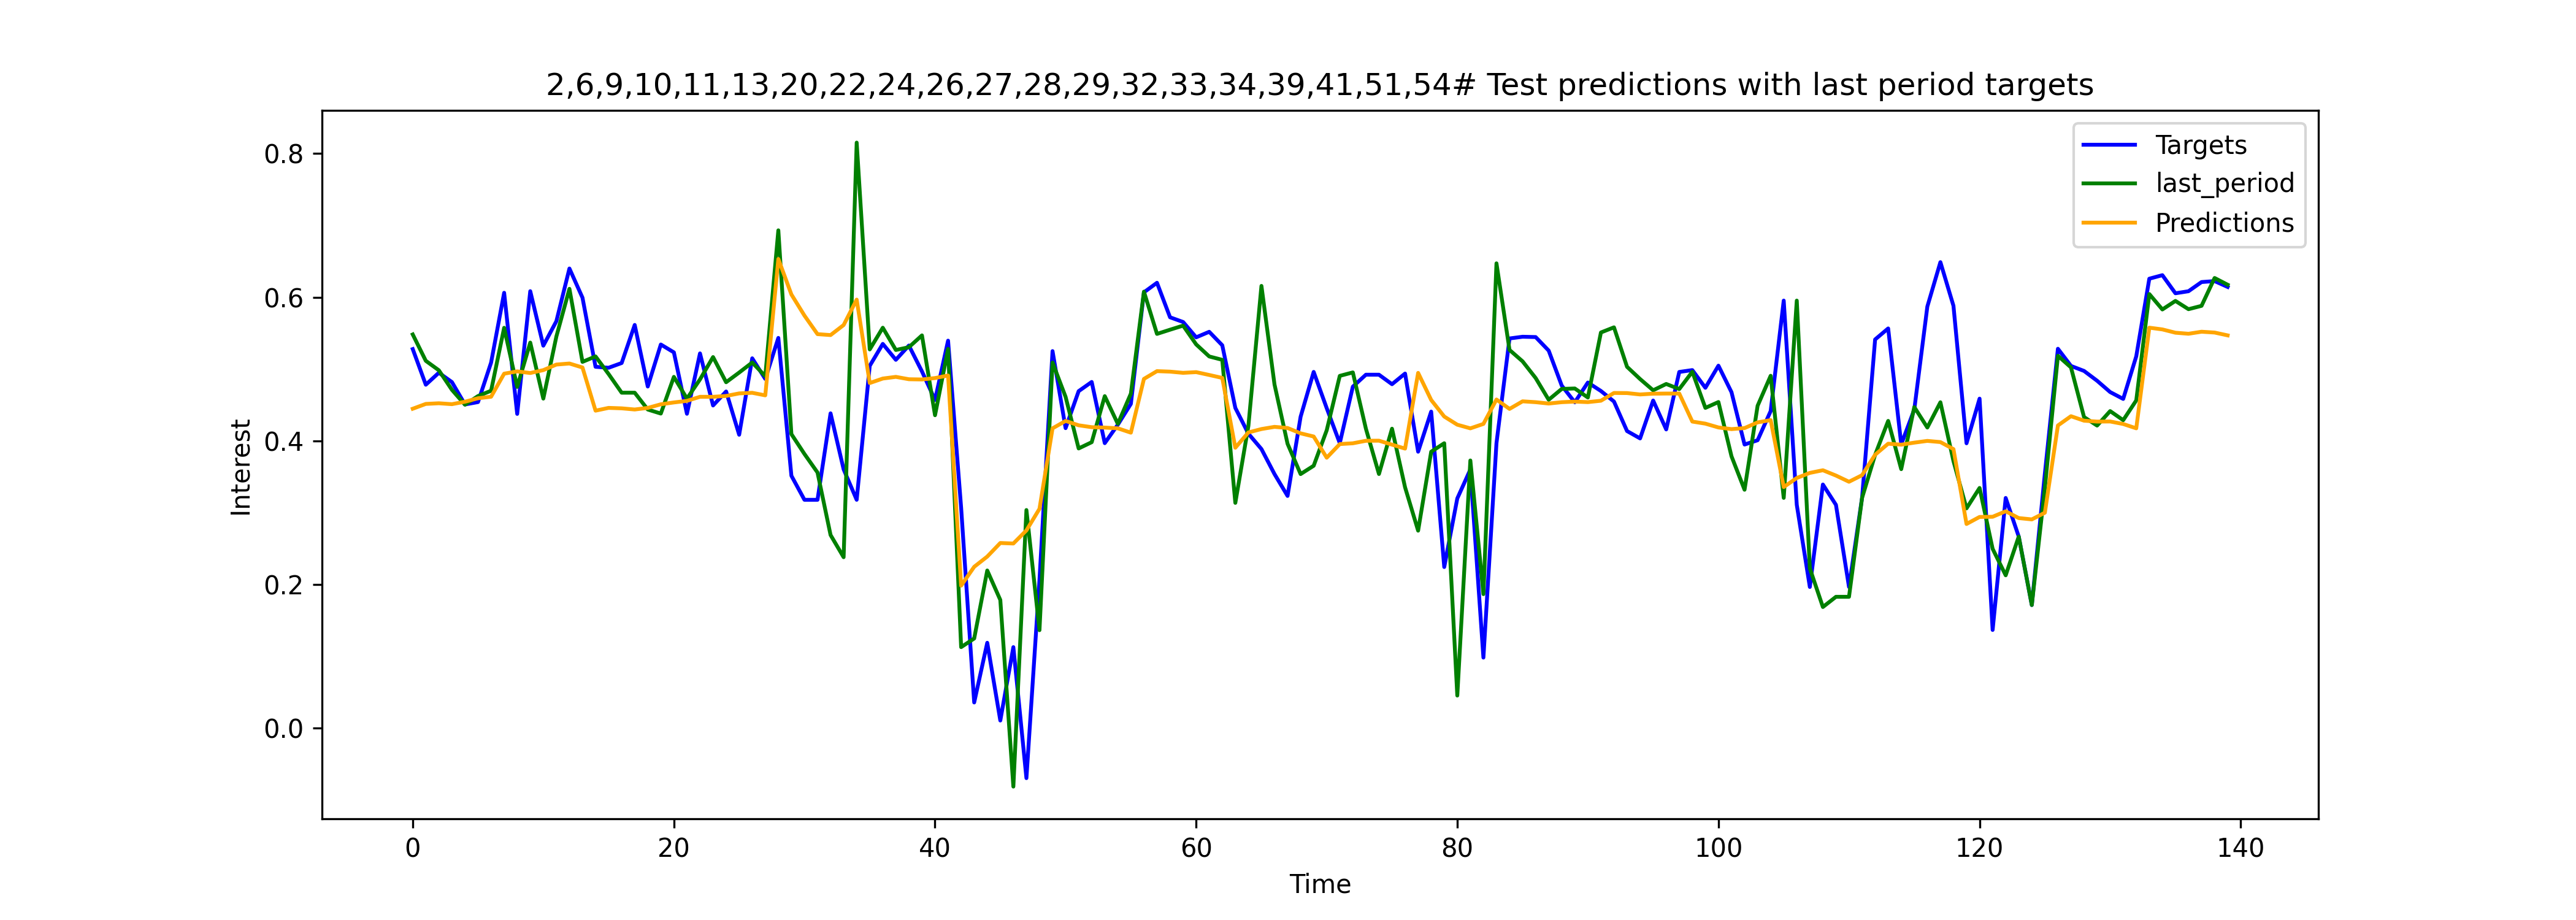 2,6,9,10,11,13,20,22,24,26,27,28,29,32,33,34,39,41,51,54# Test predictions with last period targets
Targets
last_period
Predictions
0.8
0.6
0.4
0.2
0.0
Interest
0 20 40 60 80 100 120 140
Time